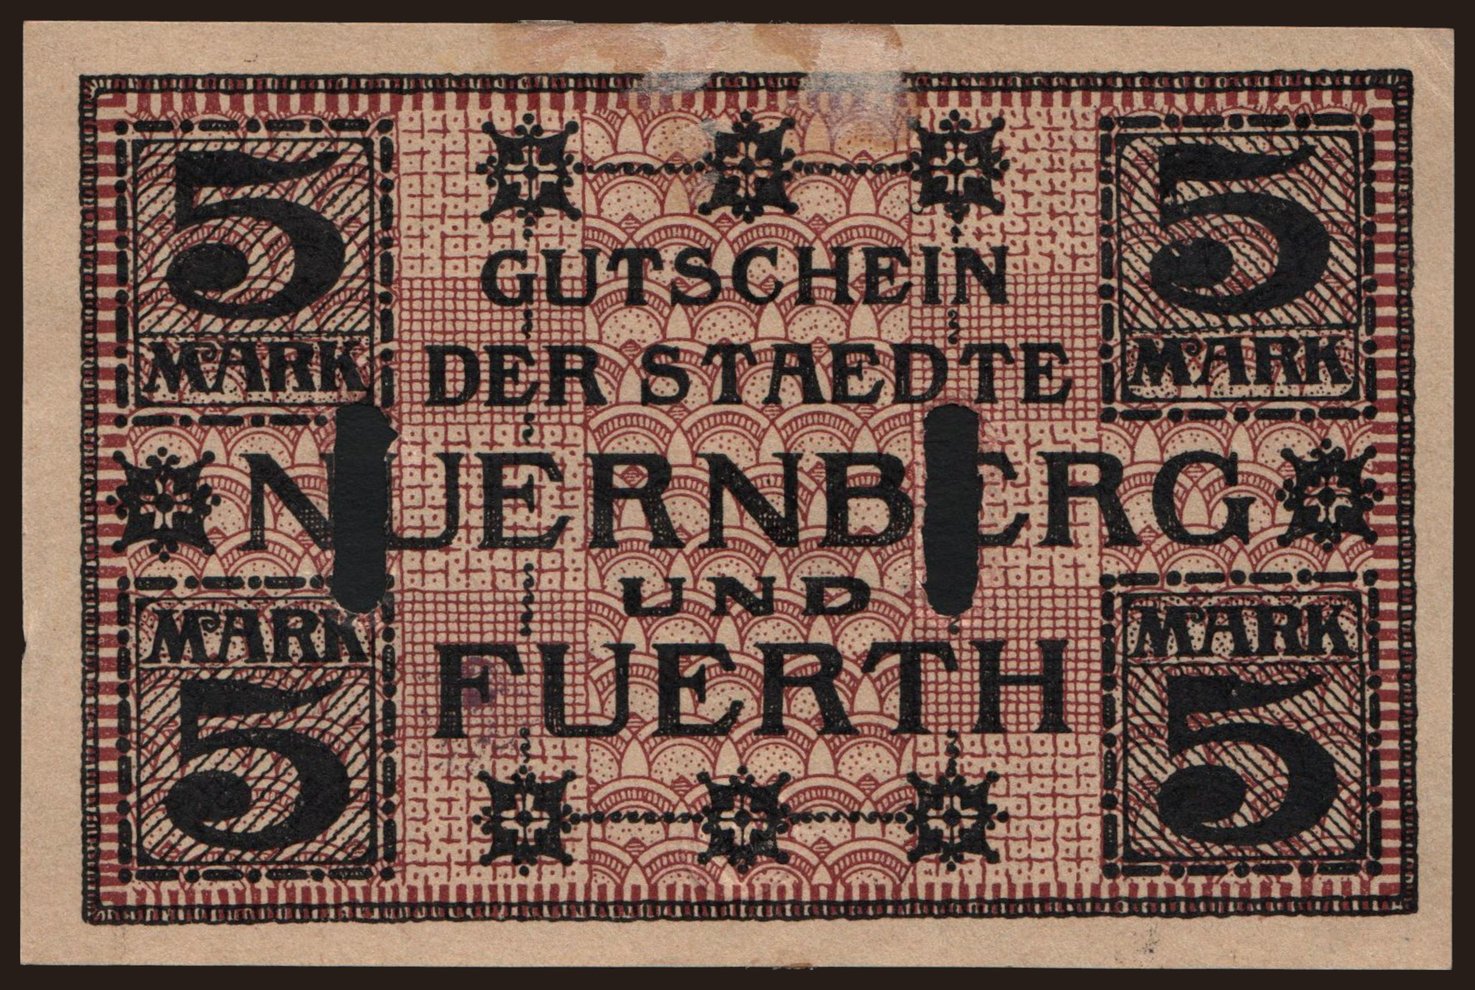 5 5
MARK MARK
GUTSCHEIN
DER STAEDTE
NUERNBERG
UND
FUERTH
MARK MARK
5 5